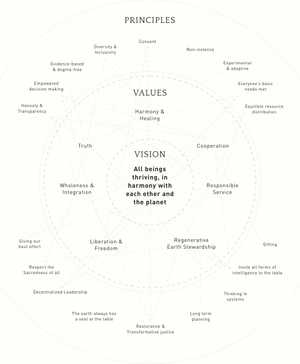 PRINCIPLES
Consent
Diversity &
Inclusivity
Non-violence
Evidence-based
& dogma-free
Experimental
& adaptive
Empowered
decision making
Everyone's basic
needs met
VALUES
Honesty &
Transparency
Equitable resource
distribution
Harmony &
Healing
Truth
Cooperation
VISION
All beings
thriving, in
harmony with
each other and
the planet
Wholeness &
Integration
Responsible
Service
Liberation &
Freedom
Regenerative
Earth Stewardship
Giving our
best effort
Gifting
Respect the
Sacredness of all
Invite all forms of
intelligence to the table
Decentralized Leadership
Thinking in
systems
The earth always has
a seat at the table
Long term
planning
Restorative &
Transformative justice